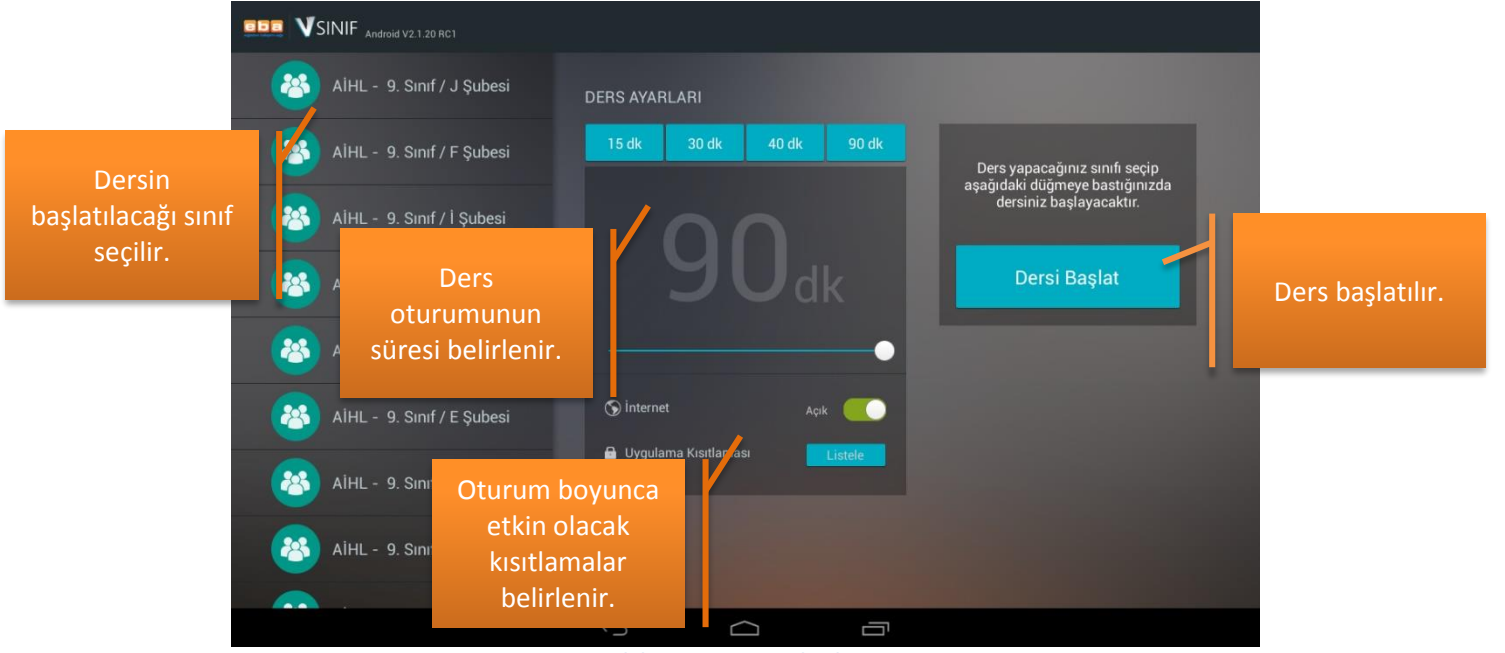 eba VSINIF Android V2.1.20 RC1
AİHL - 9. Sınıf / J Şubesi
AİHL - 9. Sınıf / F Şubesi
AİHL - 9. Sınıf / İ Şubesi
AİHL - 9. Sınıf / E Şubesi
AİHL - 9.
AİHL - 9.
Dersin
başlatılacağı sınıf
seçilir.
DERS AYARLARI
15 dk 30 dk 40 dk 90 dk
90 dk
Ders
oturumunun
süresi belirlenir.
İnternet Açık
Uygulama Kısıtlaması Listele
Oturum boyunca
etkin olacak
kısıtlamalar
belirlenir.
Ders yapacağınız sınıfı seçip
aşağıdaki düğmeye bastığınızda
dersiniz başlayacaktır.
Dersi Başlat
Ders başlatılır.